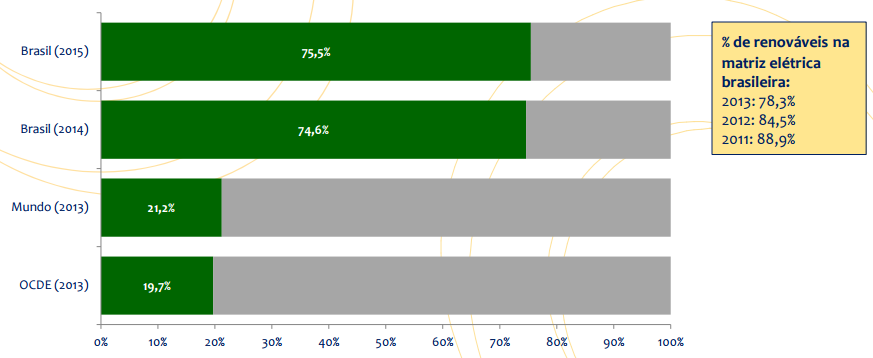 Brasil (2015)
75,5%
Brasil (2014)
74,6%
Mundo (2013)
21,2%
OCDE (2013)
19,7%
0% 10% 20% 30% 40% 50% 60% 70% 80% 90% 100%
% de renováveis na
matriz elétrica
brasileira:
2013: 78,3%
2012: 84,5%
2011: 88,9%